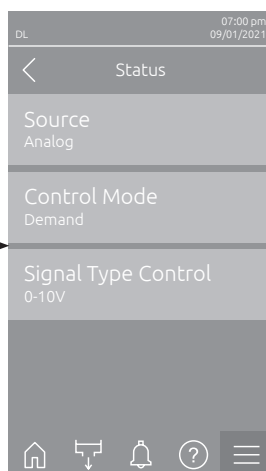 07:00 pm
DL
09/01/2021
Status
Source
Analog
Control Mode
Demand
Signal Type Control
0-10V
?